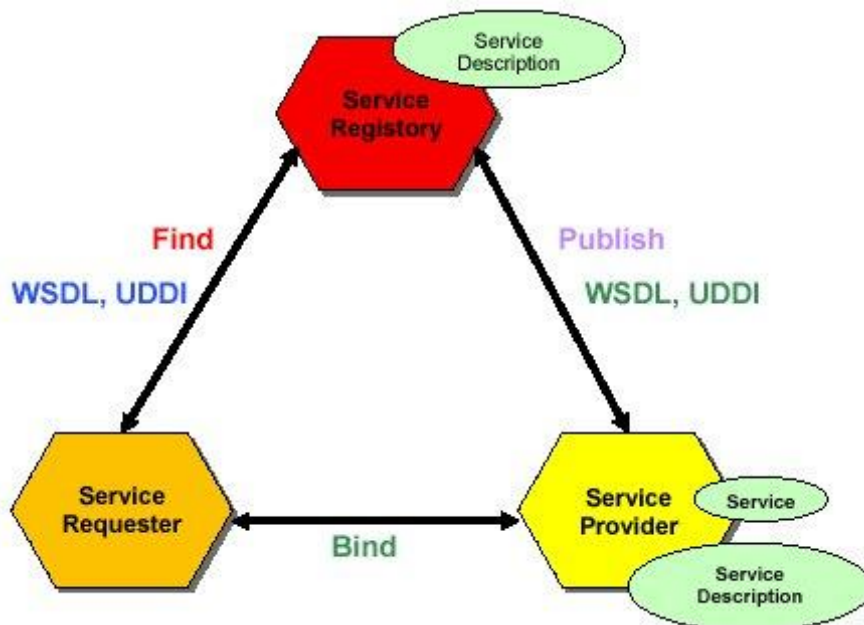 Service
Description
Service
Registory
Find
Publish
WSDL, UDDI
WSDL, UDDI
Service
Requester
Service
Provider
Service
Bind
Service
Description